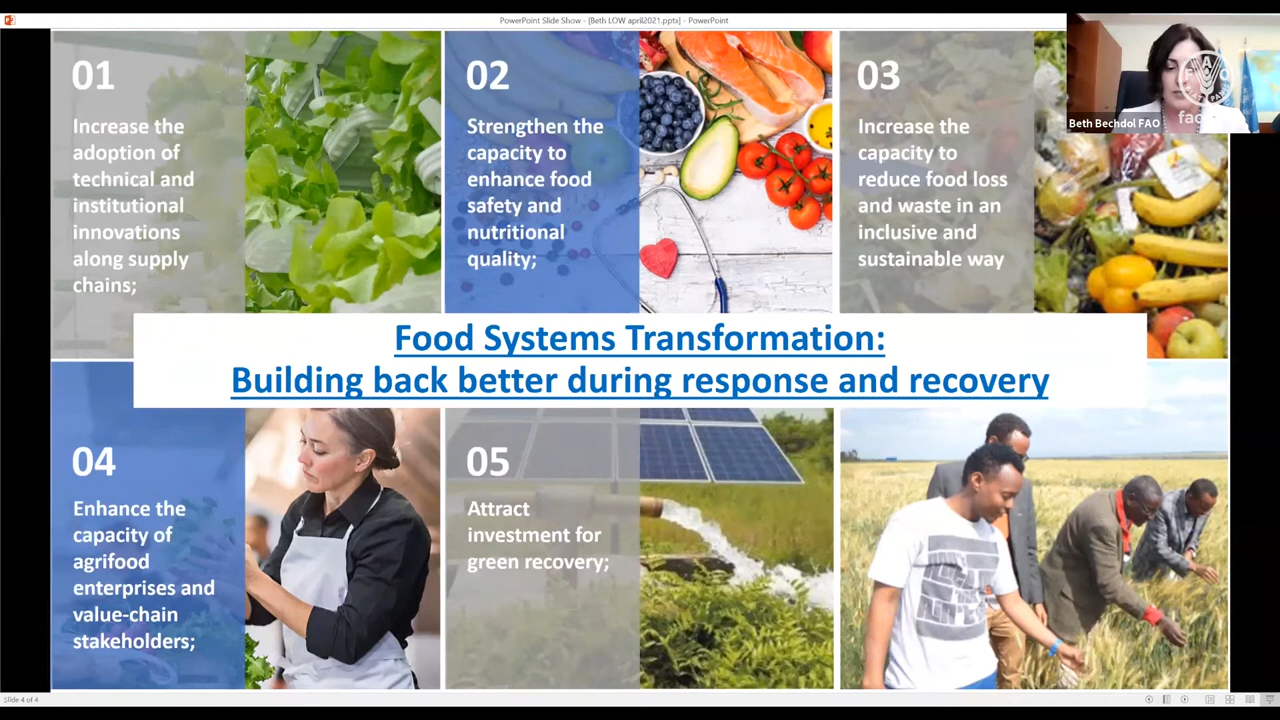 PowerPoint Slide Show - [Beth LOW april2021.pptx] - PowerPoint
01
Increase the
adoption of
technical and
institutional
innovations
along supply
chains;
02
Strengthen the
capacity to
enhance food
safety and
nutritional
quality;
03
Increase the
capacity to
reduce food loss
and waste in an
inclusive and
sustainable way
Beth Bechdol FAO
Food Systems Transformation:
Building back better during response and recovery
04
Enhance the
capacity of
agrifood
enterprises and
value-chain
stakeholders;
05
Attract
investment for
green recovery;
Slide 4 of 4